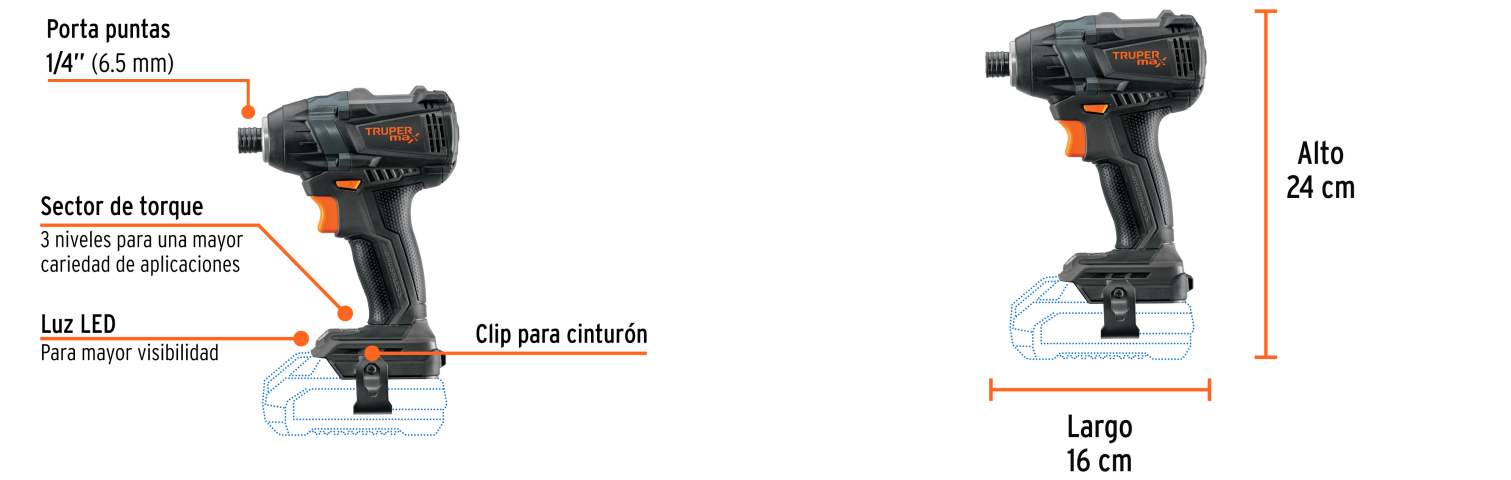 Porta puntas
1/4" (6.5 mm)
TRUPER
max
Sector de torque
3 niveles para una mayor
cariedad de aplicaciones
Luz LED
Para mayor visibilidad
Clip para cinturón
TRUPER
max
Alto
24 cm
Largo
16 cm